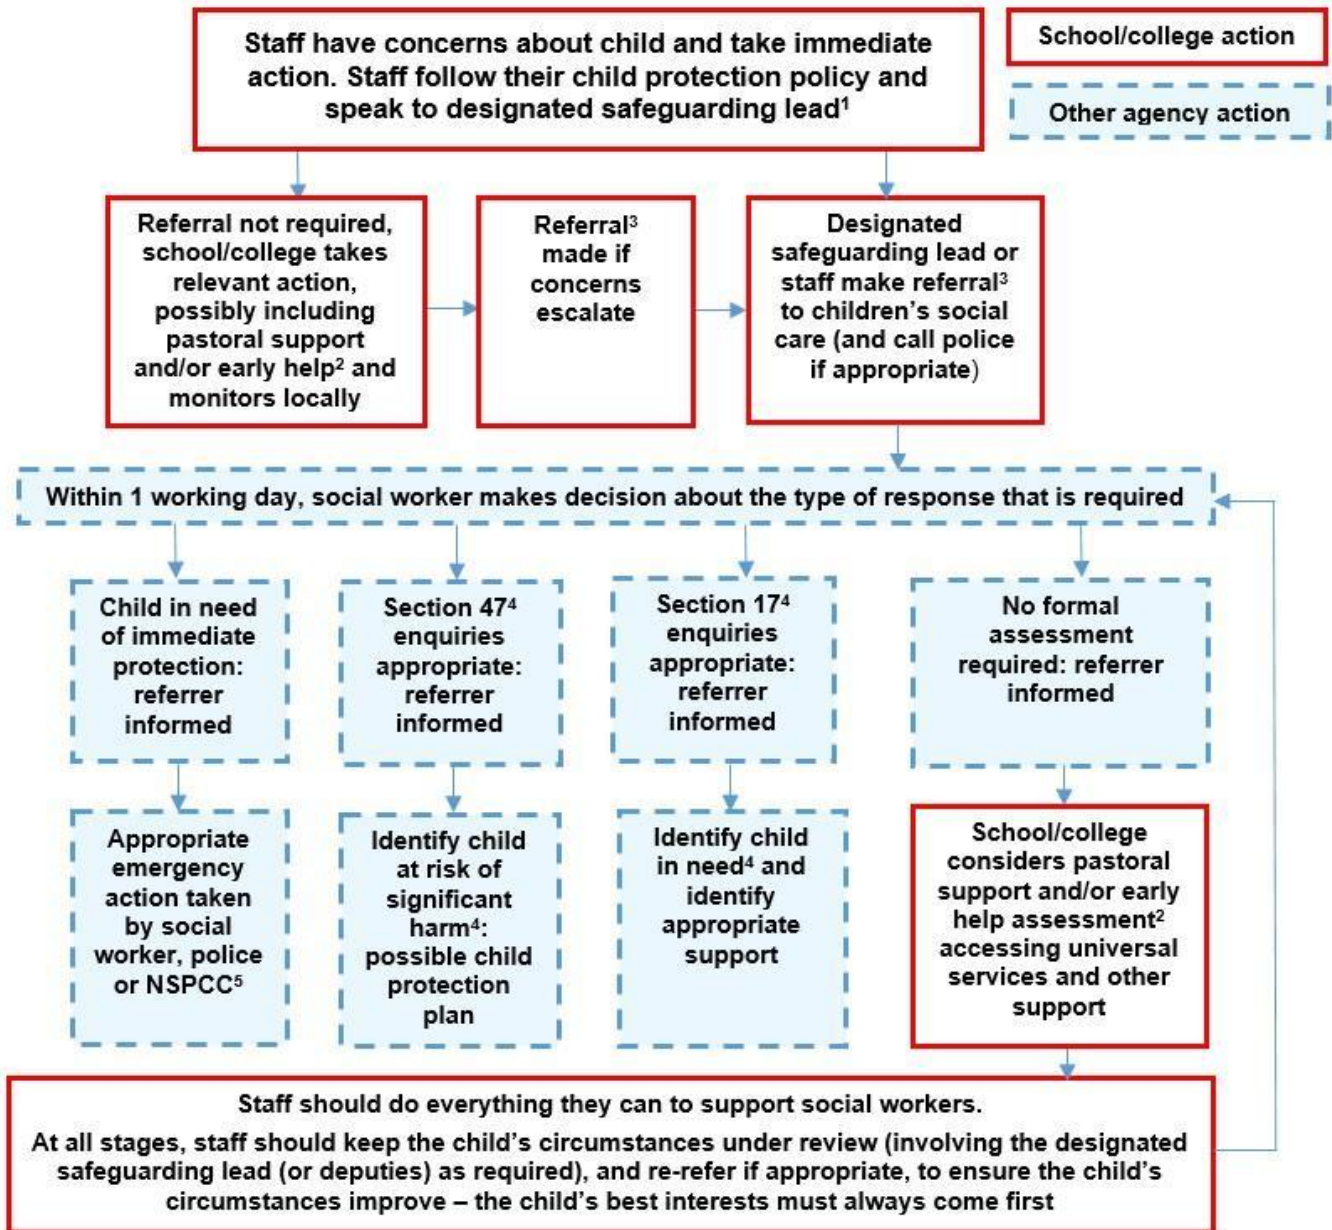 Staff have concerns about child and take immediate
action. Staff follow their child protection policy and
speak to designated safeguarding lead¹
School/college action
Other agency action
Referral not required,
school/college takes
relevant action,
possibly including
pastoral support
and/or early help² and
monitors locally
Referral³
made if
concerns
escalate
Designated
safeguarding lead or
staff make referral³
to children’s social
care (and call police
if appropriate)
Within 1 working day, social worker makes decision about the type of response that is required
Child in need
of immediate
protection:
referrer
informed
Section 47⁴
enquiries
appropriate:
referrer
informed
Section 17⁴
enquiries
appropriate:
referrer
informed
No formal
assessment
required: referrer
informed
Appropriate
emergency
action taken
by social
worker, police
or NSPCC⁵
Identify child
at risk of
significant
harm⁴:
possible child
protection
plan
Identify child
in need⁴ and
identify
appropriate
support
School/college
considers pastoral
support and/or early
help assessment²
accessing universal
services and other
support
Staff should do everything they can to support social workers.
At all stages, staff should keep the child’s circumstances under review (involving the designated
safeguarding lead (or deputies) as required), and re-refer if appropriate, to ensure the child’s
circumstances improve – the child’s best interests must always come first